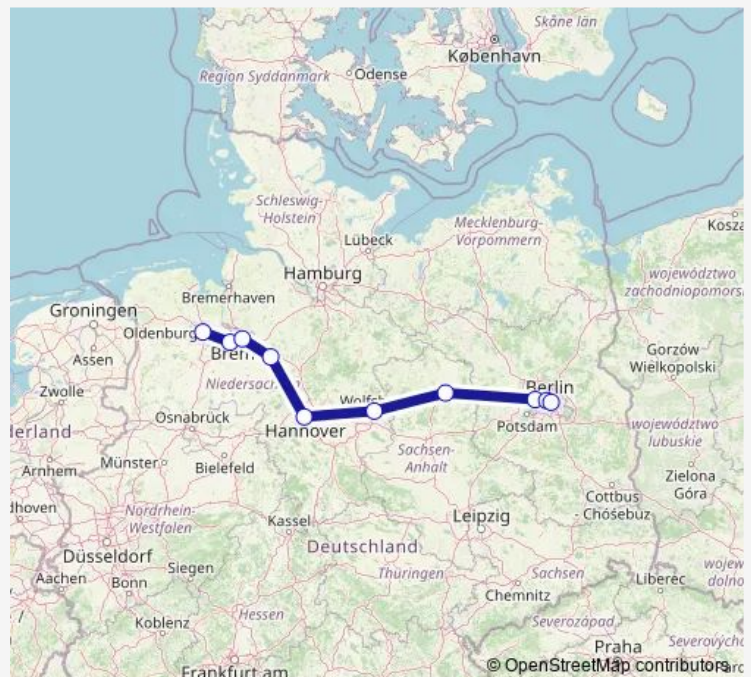 Skåne län
København
Region Syddanmark
Odense
Schleswig-
Holstein
Lübeck
Mecklenburg-
Vorpommern
Hamburg
województwo
Bremerhaven
Groningen
Oldenburg
Assen
Gorzów
Wielkopolski
Zwolle
Berlin
Potsdam
Osnabrück
Hannover
województwo
lubuskie
Sachsen-
Anhalt
Münster
Bielefeld
Arnhem
Zielona
Góra
Cottbus
- Chóśebuz
Nordrhein-
Westfalen
Kassel
Leipzig
Düsseldorf
Deutschland
Siegen
Thüringen
Sachsen
Liberec
Aachen
Bonn
Chemnitz
Koblenz
Hessen
Severozápad
Praha
Frankfurt am
© OpenStreetMap contributors